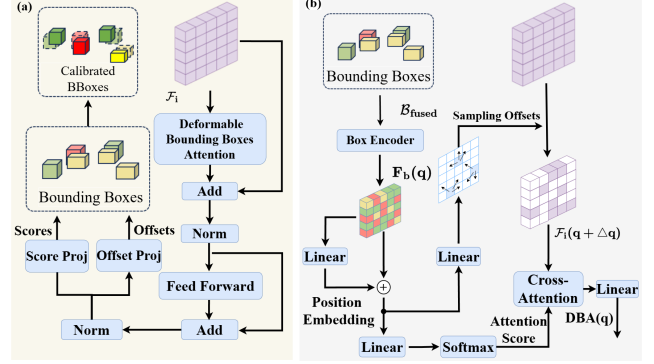 (a)
Calibrated
BBoxes
𝓕ᵢ
Deformable
Bounding Boxes
Attention
Bounding Boxes
Add
Norm
Scores
Offsets
Score Proj
Offset Proj
Feed Forward
Norm
Add
(b)
Bounding Boxes
𝓑fused
Sampling Offsets
Box Encoder
F_b(q)
𝓕ᵢ(q + △q)
Linear
Linear
Position
Embedding
Cross-
Attention
Linear
DBA(q)
Linear
Softmax
Attention
Score